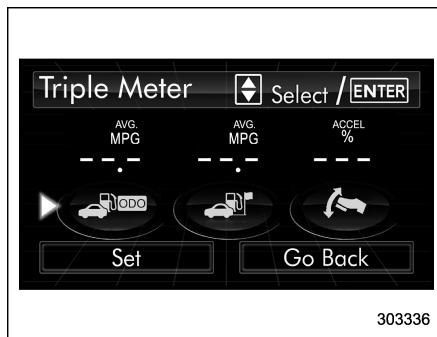 Triple Meter Select / ENTER
AVG. AVG. ACCEL
MPG MPG %
--.- --.- ---
ODO
Set Go Back
303336